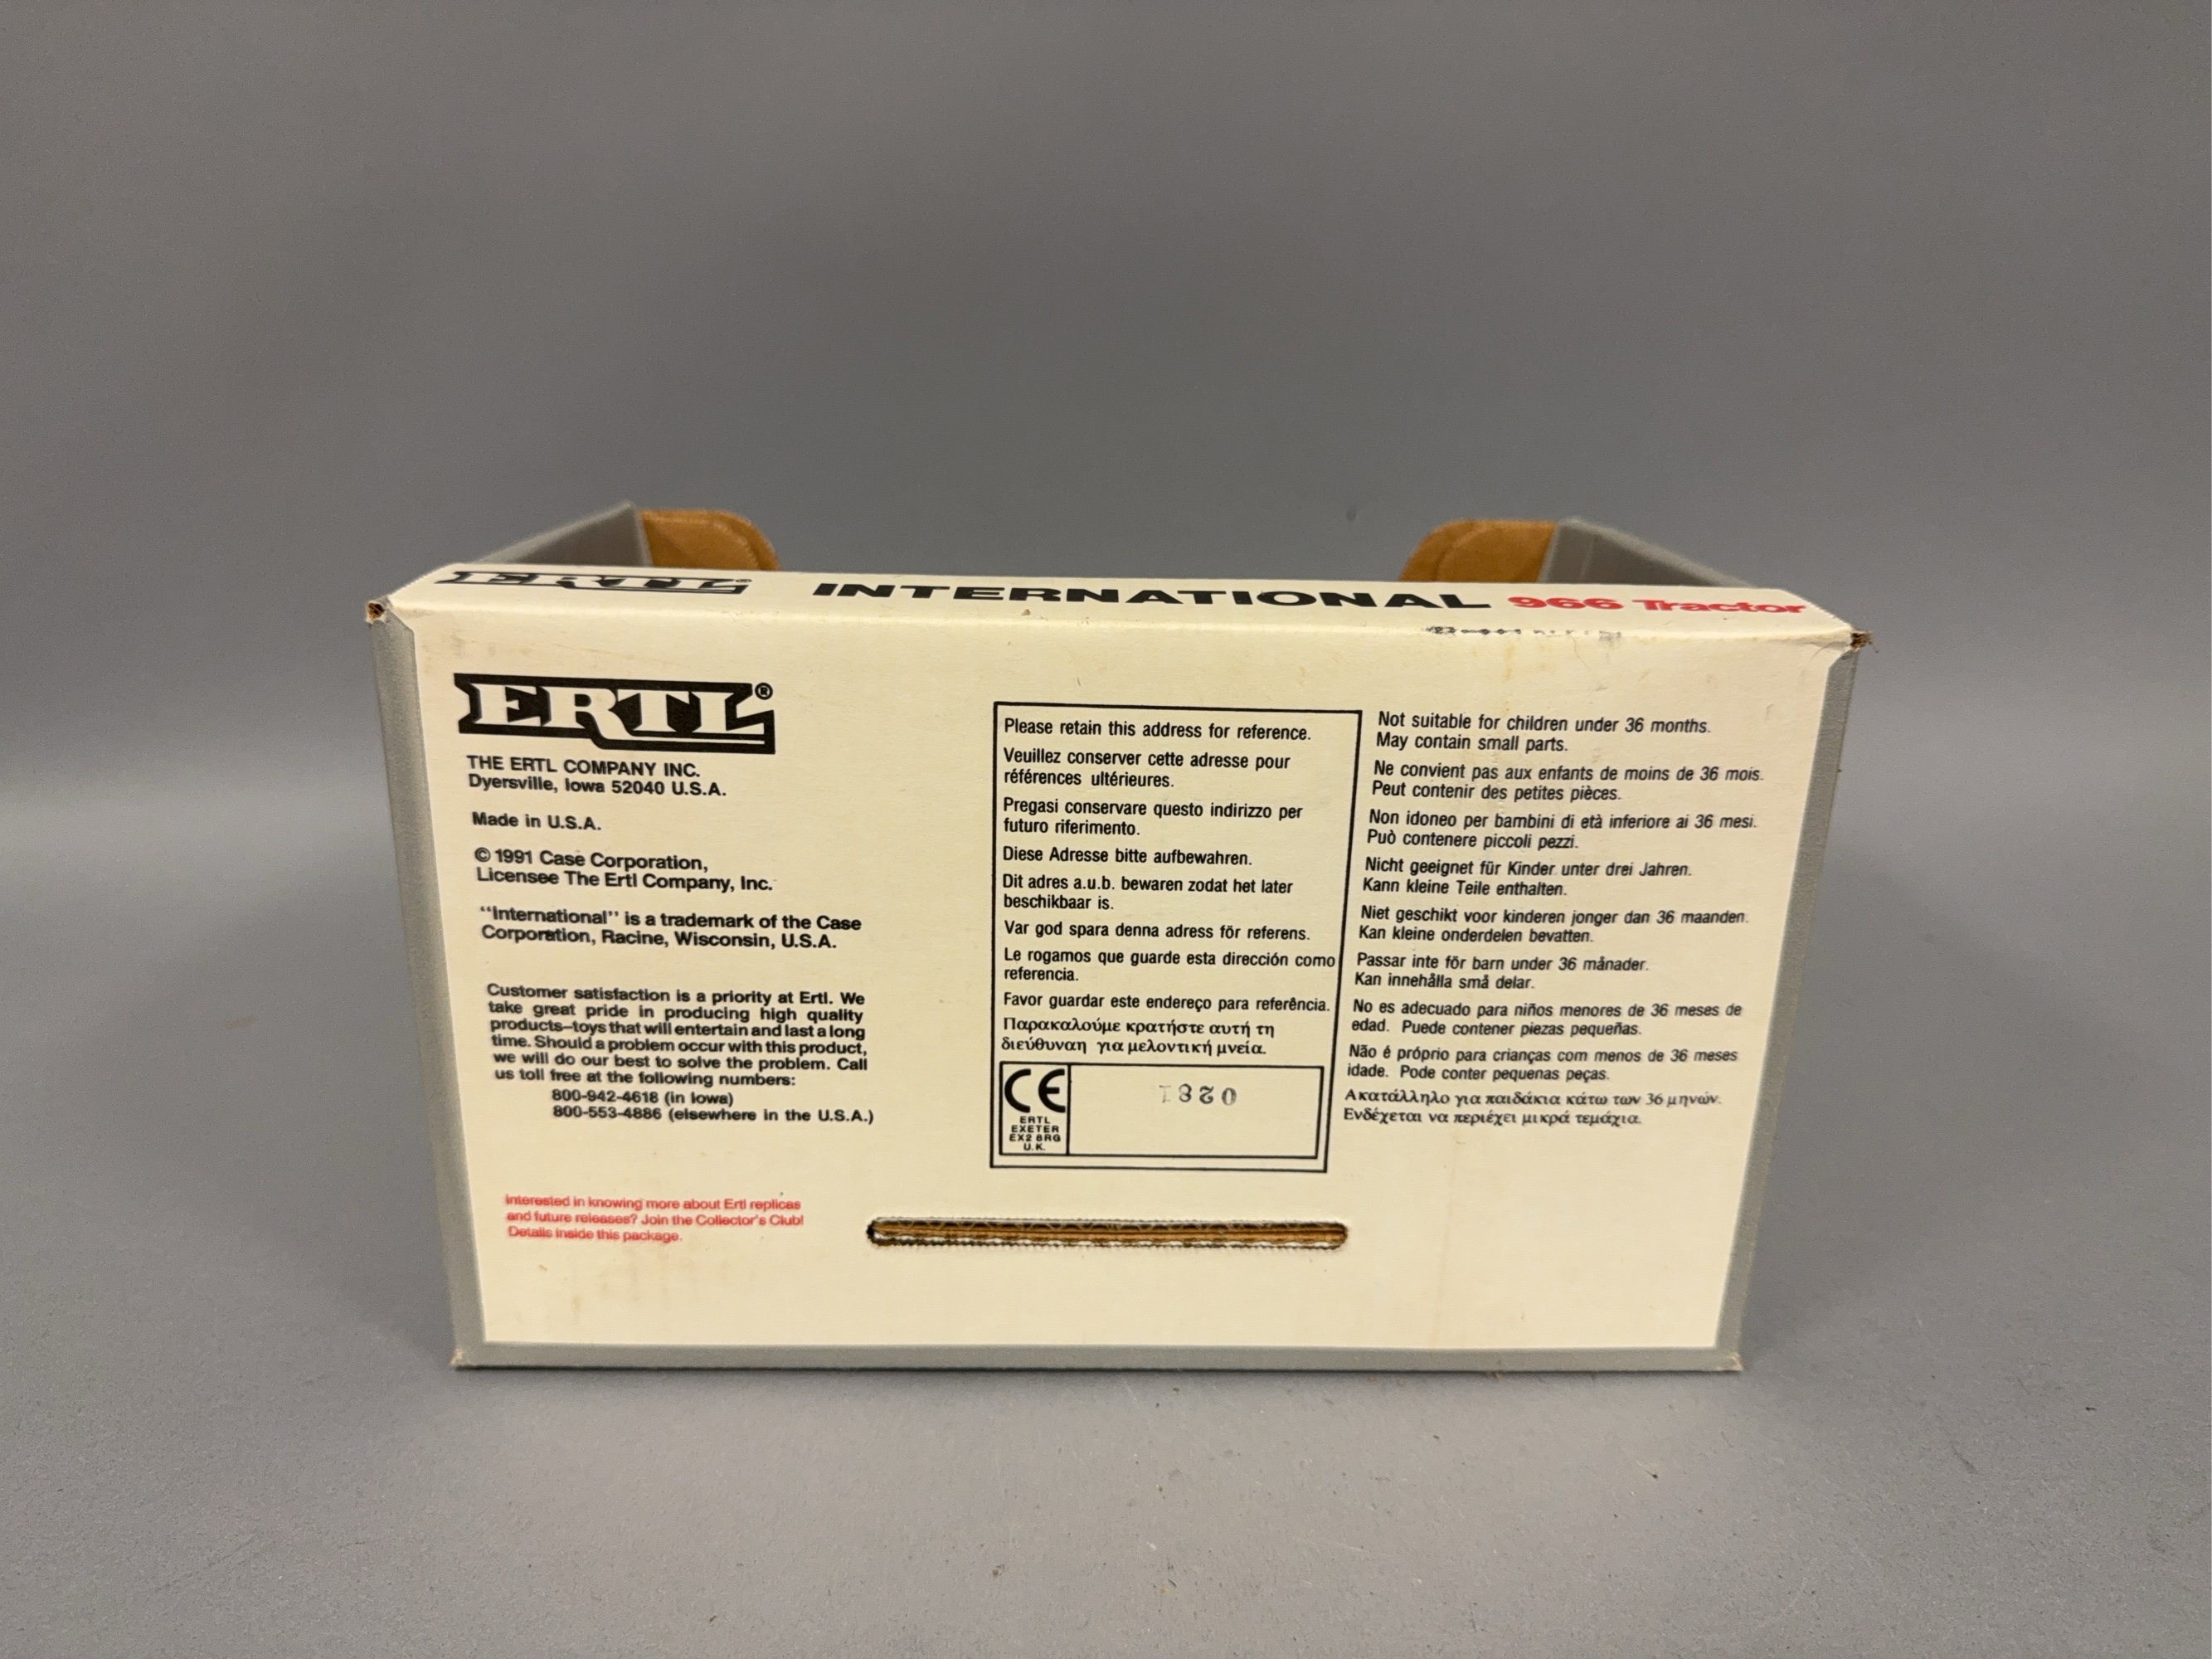 ERTL®
INTERNATIONAL 966 Tractor
ERTL®
THE ERTL COMPANY INC.
Dyersville, Iowa 52040 U.S.A.
Made in U.S.A.
© 1991 Case Corporation,
Licensee The Ertl Company, Inc.
“International” is a trademark of the Case
Corporation, Racine, Wisconsin, U.S.A.
Customer satisfaction is a priority at Ertl. We
take great pride in producing high quality
products–toys that will entertain and last a long
time. Should a problem occur with this product,
we will do our best to solve the problem. Call
us toll free at the following numbers:
800-942-4618 (in Iowa)
800-553-4886 (elsewhere in the U.S.A.)
Interested in knowing more about Ertl replicas
and future releases? Join the Collector's Club!
Details inside this package.
Please retain this address for reference.
Veuillez conserver cette adresse pour
références ultérieures.
Pregasi conservare questo indirizzo per
futuro riferimento.
Diese Adresse bitte aufbewahren.
Dit adres a.u.b. bewaren zodat het later
beschikbaar is.
Var god spara denna adress för referens.
Le rogamos que guarde esta dirección como
referencia.
Favor guardar este endereço para referência.
Παρακαλούμε κρατήστε αυτή τη
διεύθυναη για μελοντική μνεία.
CE
ERTL
EXETER
EX2 8RG
U.K.
Not suitable for children under 36 months.
May contain small parts.
Ne convient pas aux enfants de moins de 36 mois.
Peut contenir des petites pièces.
Non idoneo per bambini di età inferiore ai 36 mesi.
Può contenere piccoli pezzi.
Nicht geeignet für Kinder unter drei Jahren.
Kann kleine Teile enthalten.
Niet geschikt voor kinderen jonger dan 36 maanden.
Kan kleine onderdelen bevatten.
Passar inte för barn under 36 månader.
Kan innehålla små delar.
No es adecuado para niños menores de 36 meses de
edad. Puede contener piezas pequeñas.
Não é próprio para crianças com menos de 36 meses
idade. Pode conter pequenas peças.
Ακατάλληλο για παιδάκια κάτω των 36 μηνών.
Ενδέχεται να περιέχει μικρά τεμάχια.